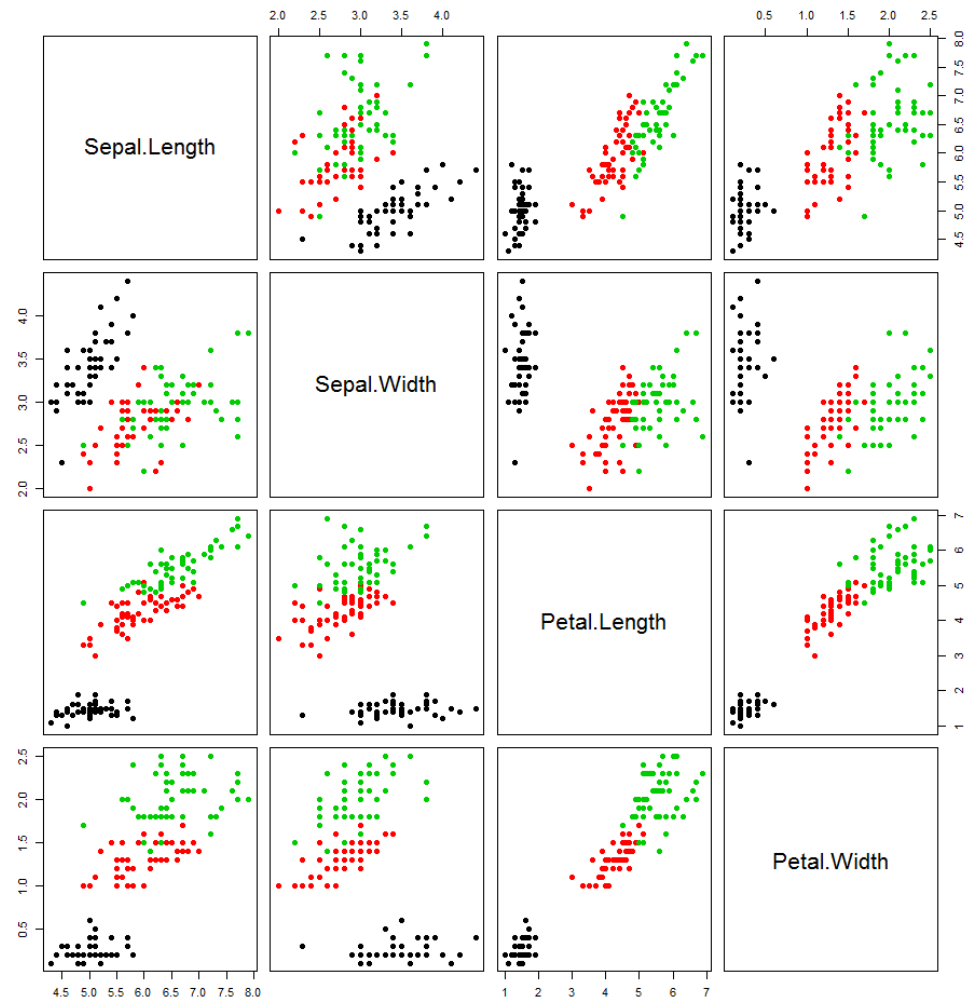 2.0 2.5 3.0 3.5 4.0 0.5 1.0 1.5 2.0 2.5
Sepal.Length
4.5 5.0 5.5 6.0 6.5 7.0 7.5 8.0
2.0 2.5 3.0 3.5 4.0
Sepal.Width
Petal.Length
1 2 3 4 5 6 7
0.5 1.0 1.5 2.0 2.5
Petal.Width
4.5 5.0 5.5 6.0 6.5 7.0 7.5 8.0 1 2 3 4 5 6 7